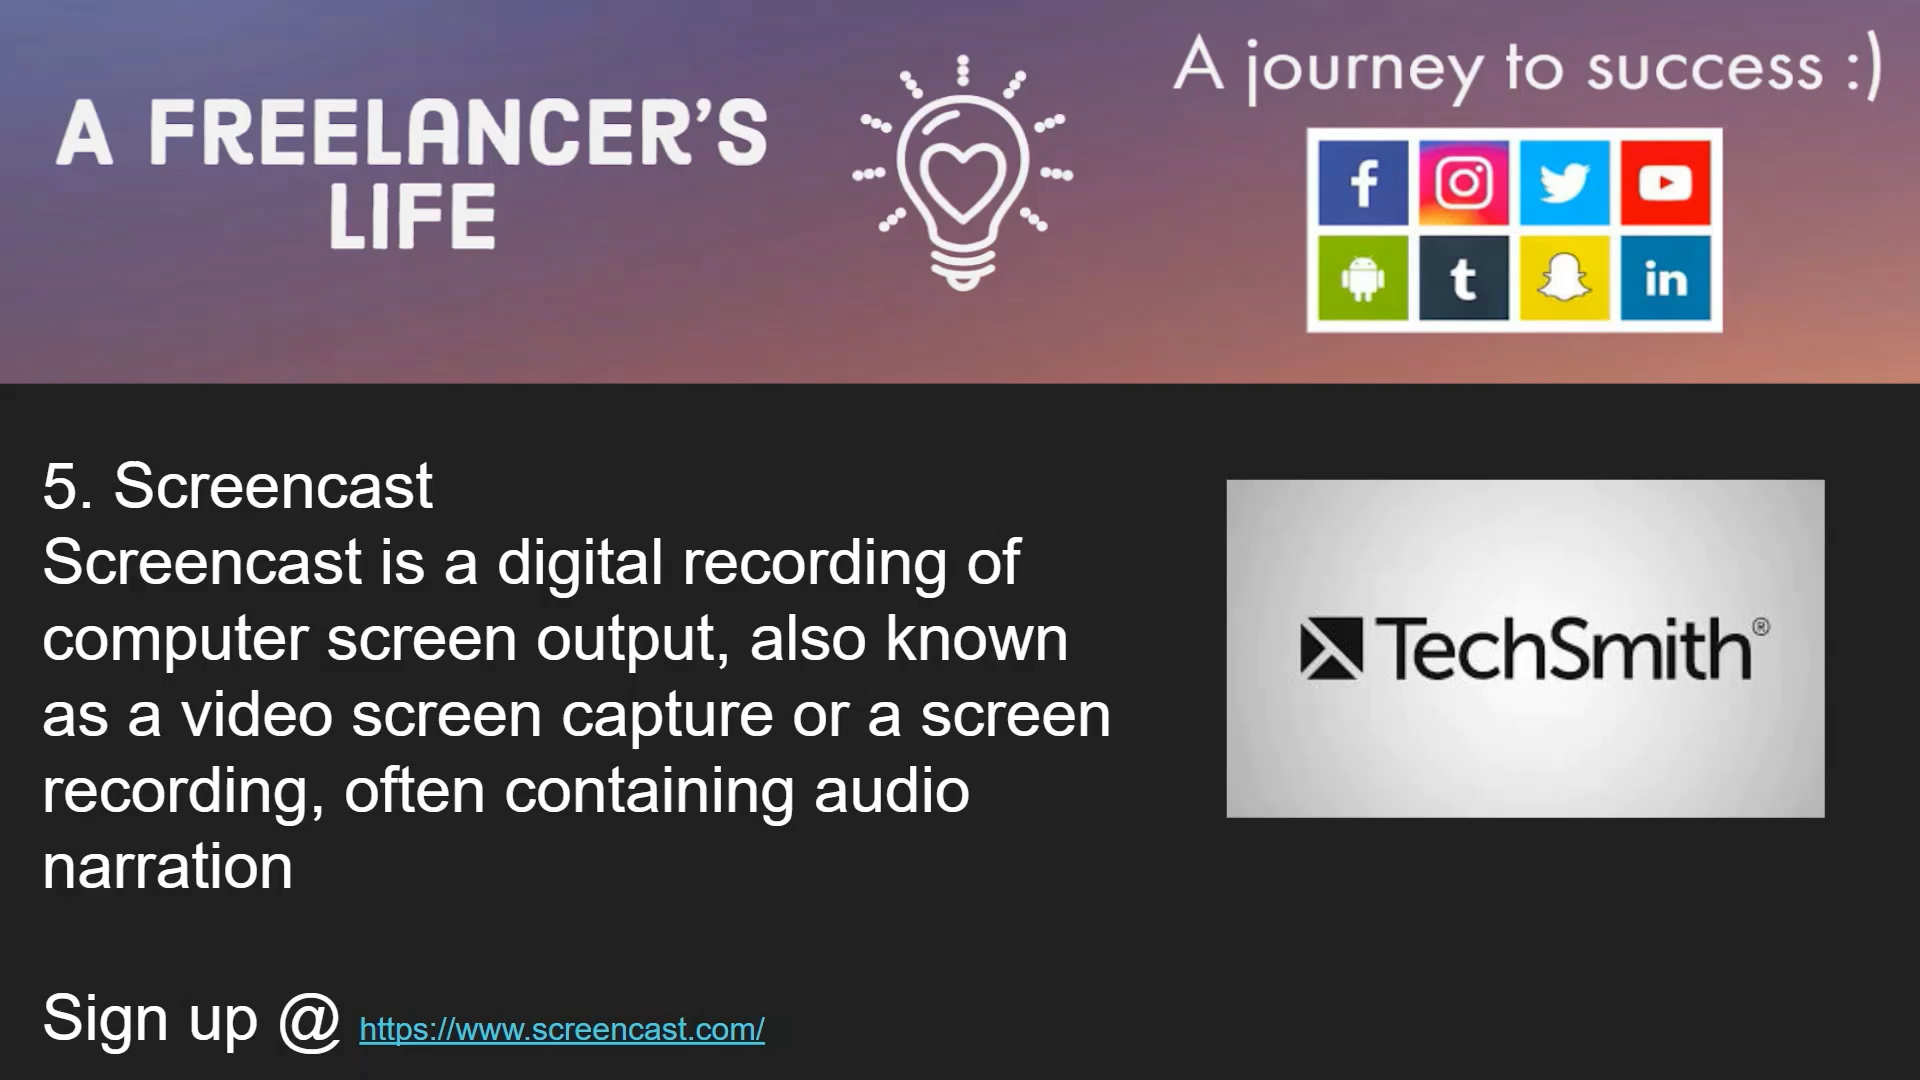 A FREELANCER'S
LIFE
A journey to success :)
f
t
in
5. Screencast
Screencast is a digital recording of
computer screen output, also known
as a video screen capture or a screen
recording, often containing audio
narration
TechSmith®
Sign up @ https://www.screencast.com/